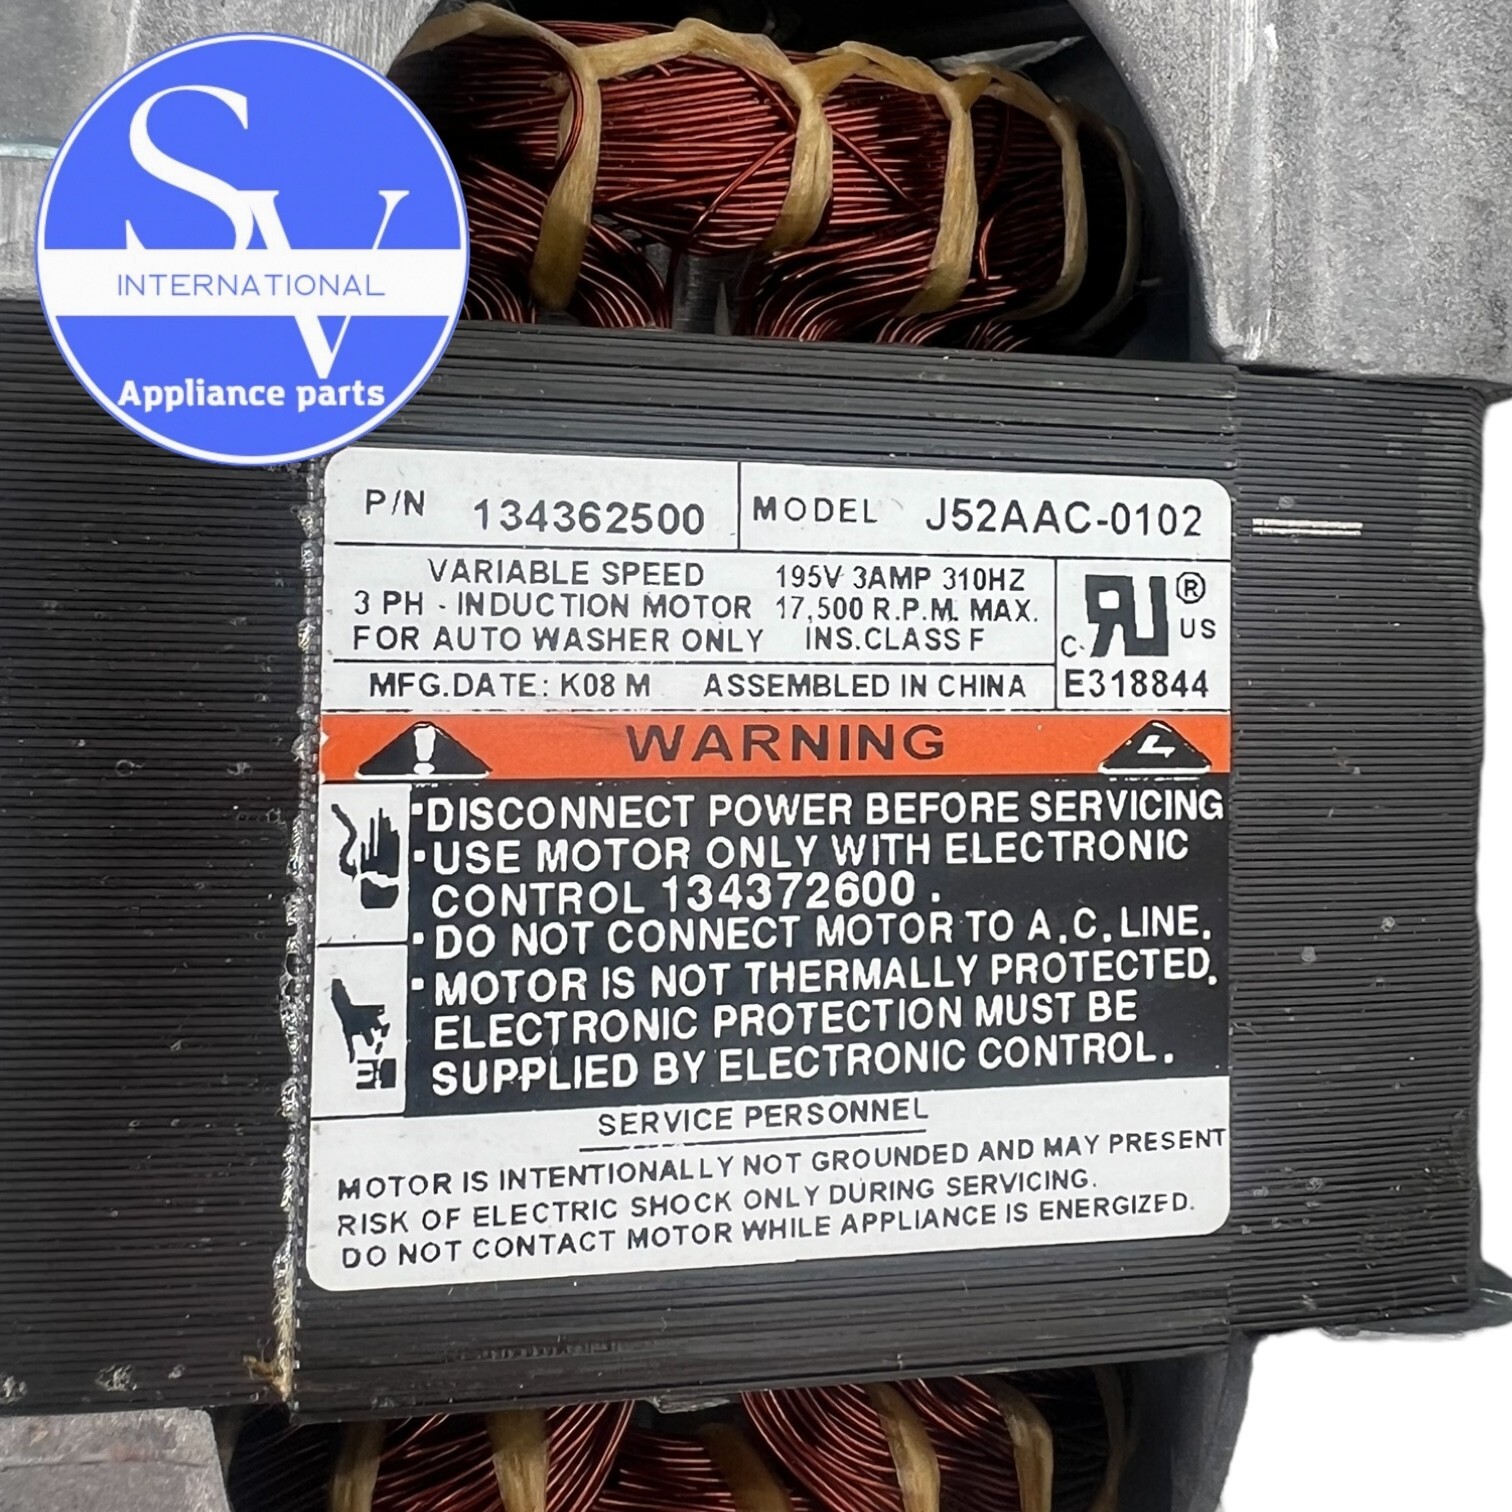 SV
INTERNATIONAL
Appliance parts
P/N 134362500 MODEL J52AAC-0102
VARIABLE SPEED 195V 3AMP 310HZ
3 PH - INDUCTION MOTOR 17,500 R.P.M. MAX.
FOR AUTO WASHER ONLY INS.CLASS F
C RU ® US
MFG.DATE: K08 M ASSEMBLED IN CHINA E318844
WARNING
▪DISCONNECT POWER BEFORE SERVICING
▪USE MOTOR ONLY WITH ELECTRONIC
CONTROL 134372600 .
▪DO NOT CONNECT MOTOR TO A.C. LINE.
▪MOTOR IS NOT THERMALLY PROTECTED.
ELECTRONIC PROTECTION MUST BE
SUPPLIED BY ELECTRONIC CONTROL.
SERVICE PERSONNEL
MOTOR IS INTENTIONALLY NOT GROUNDED AND MAY PRESENT
RISK OF ELECTRIC SHOCK ONLY DURING SERVICING.
DO NOT CONTACT MOTOR WHILE APPLIANCE IS ENERGIZED.